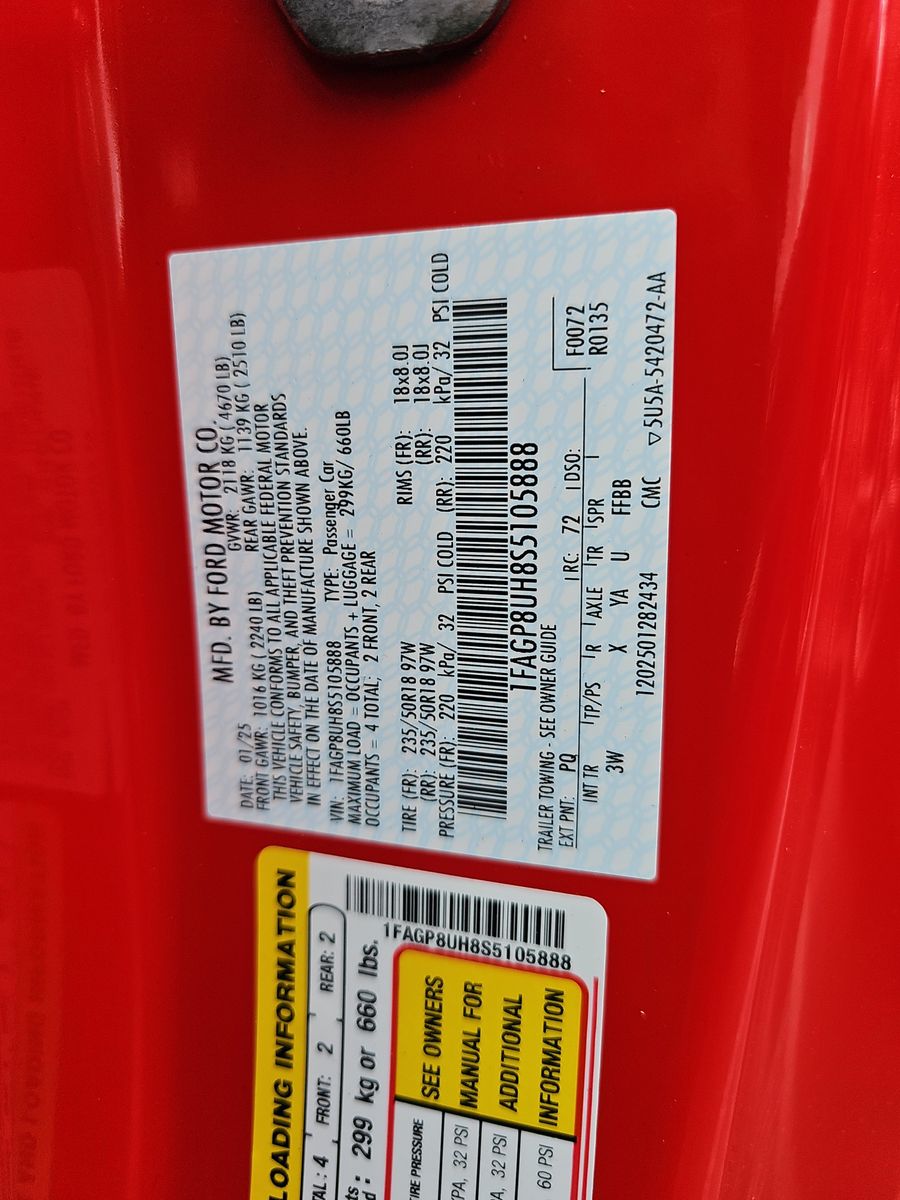 MFD. BY FORD MOTOR CO.
DATE: 01/25 GVWR: 2118 KG ( 4670 LB)
FRONT GAWR: 1016 KG ( 2240 LB) REAR GAWR: 1139 KG ( 2510 LB)
THIS VEHICLE CONFORMS TO ALL APPLICABLE FEDERAL MOTOR
VEHICLE SAFETY, BUMPER, AND THEFT PREVENTION STANDARDS
IN EFFECT ON THE DATE OF MANUFACTURE SHOWN ABOVE.
VIN: 1FAGP8UH8S5105888 TYPE: Passenger Car
MAXIMUM LOAD = OCCUPANTS + LUGGAGE = 299KG/ 660LB
OCCUPANTS = 4 TOTAL; 2 FRONT, 2 REAR
TIRE (FR): 235/50R18 97W RIMS (FR): 18x8.0J
(RR): 235/50R18 97W (RR): 18x8.0J
PRESSURE (FR): 220 kPa/ 32 PSI COLD (RR): 220 kPa/ 32 PSI COLD
1FAGP8UH8S5105888
TRAILER TOWING - SEE OWNER GUIDE F0072
EXT PNT: PQ RC: 72 DSO: R0135
INT TR TP/PS R AXLE TR SPR
3W X YA U FFBB
1202501282434 CMC ▽5U5A-5420472-AA
LOADING INFORMATION
TAL: 4 FRONT: 2 REAR: 2
299 kg or 660 lbs.
1FAGP8UH8S5105888
SEE OWNERS
MANUAL FOR
ADDITIONAL
INFORMATION
PRESSURE
PA, 32 PSI
PA, 32 PSI
60 PSI